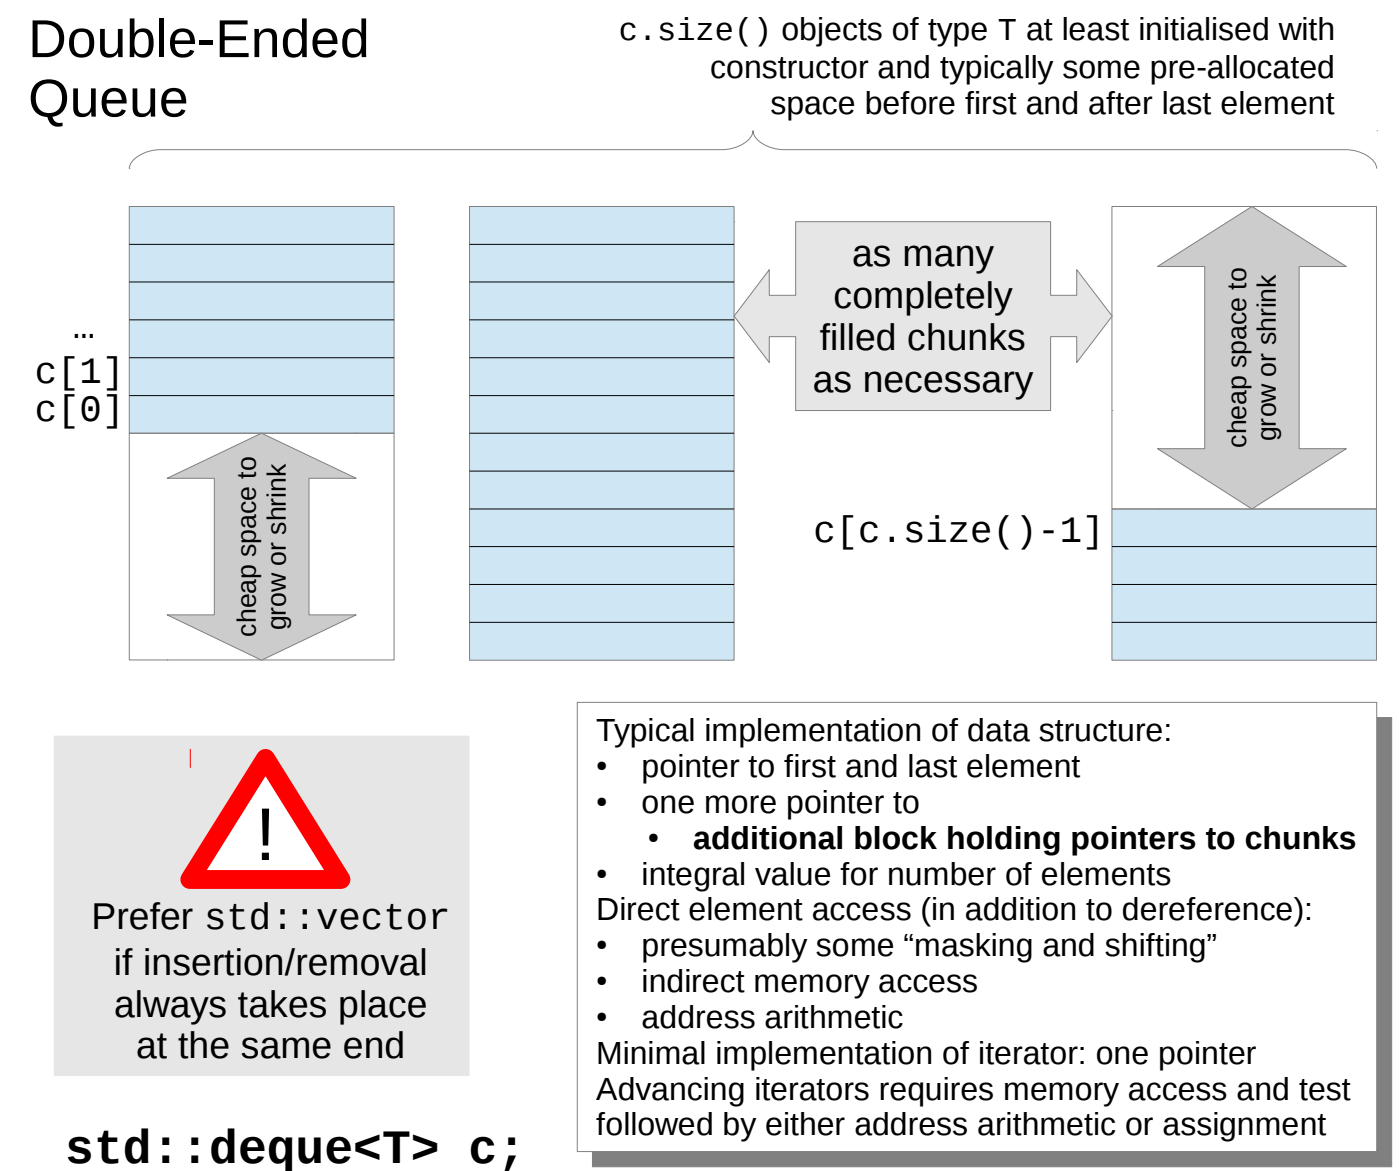 Double-Ended
Queue
c.size() objects of type T at least initialised with
constructor and typically some pre-allocated
space before first and after last element
…
c[1]
c[0]
cheap space to
grow or shrink
as many
completely
filled chunks
as necessary
cheap space to
grow or shrink
c[c.size()-1]
!
Prefer std::vector
if insertion/removal
always takes place
at the same end
std::deque<T> c;
Typical implementation of data structure:
• pointer to first and last element
• one more pointer to
• additional block holding pointers to chunks
• integral value for number of elements
Direct element access (in addition to dereference):
• presumably some “masking and shifting”
• indirect memory access
• address arithmetic
Minimal implementation of iterator: one pointer
Advancing iterators requires memory access and test
followed by either address arithmetic or assignment